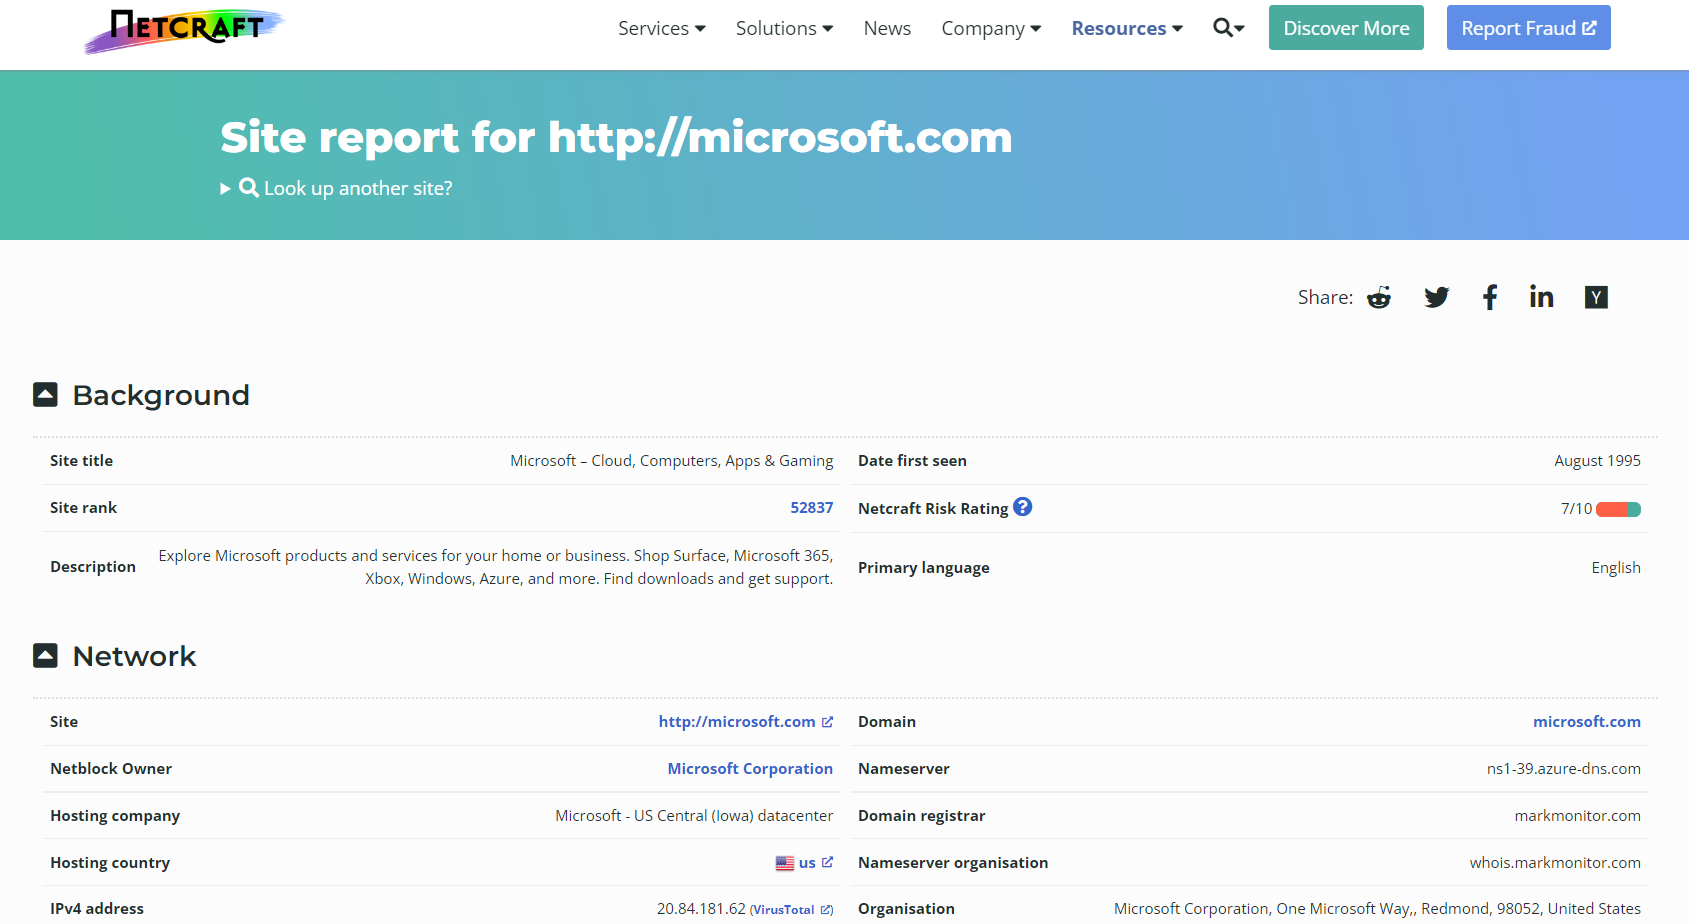 NETCRAFT
Services Solutions News Company Resources Discover More Report Fraud
Site report for http://microsoft.com
Look up another site?
Share:
Background
Site title Microsoft – Cloud, Computers, Apps & Gaming Date first seen August 1995
Site rank 52837 Netcraft Risk Rating ? 7/10
Description Explore Microsoft products and services for your home or business. Shop Surface, Microsoft 365,
Xbox, Windows, Azure, and more. Find downloads and get support. Primary language English
Network
Site http://microsoft.com Domain microsoft.com
Netblock Owner Microsoft Corporation Nameserver ns1-39.azure-dns.com
Hosting company Microsoft - US Central (Iowa) datacenter Domain registrar markmonitor.com
Hosting country us Nameserver organisation whois.markmonitor.com
IPv4 address 20.84.181.62 (VirusTotal) Organisation Microsoft Corporation, One Microsoft Way,, Redmond, 98052, United States